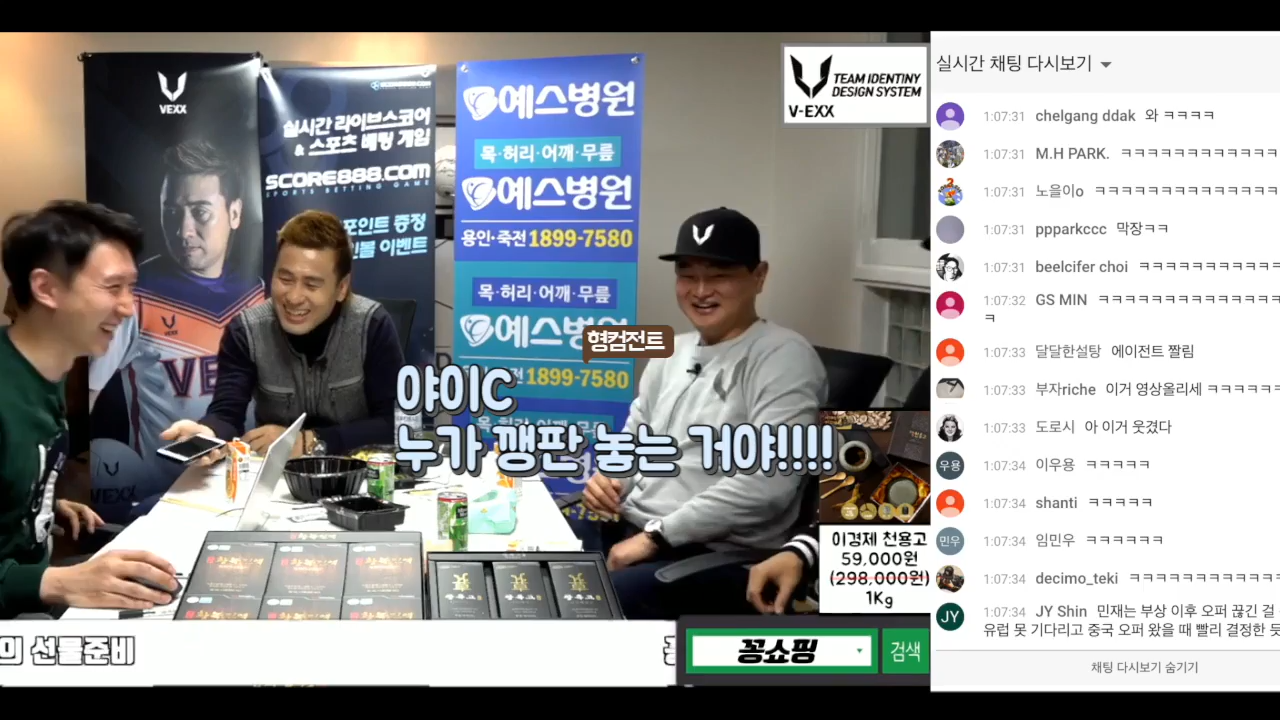 VEXX
SCORE888.COM
실시간 라이브스코어
& 스포츠 배팅 게임
SCORE888.COM
SPORTS BETTING GAME
포인트 증정
이벤트
예스병원
목·허리·어깨·무릎
예스병원
용인·죽전 1899-7580
목·허리·어깨·무릎
예스병원
1899-7580
TEAM IDENTINY
DESIGN SYSTEM
V-EXX
형컴전트
야이C
누가 깽판 놓는 거야!!!!
VEXX
이경제 천용고
59,000원
(298,000원)
1Kg
의 선물준비
꽁쇼핑
검색
실시간 채팅 다시보기
1:07:31 chelgang ddak 와 ㅋㅋㅋㅋ
1:07:31 M.H PARK. ㅋㅋㅋㅋㅋㅋㅋㅋㅋㅋㅋㅋ
1:07:31 노을이o ㅋㅋㅋㅋㅋㅋㅋㅋㅋㅋㅋㅋㅋㅋ
1:07:31 ppparkccc 막장ㅋㅋ
1:07:31 beelcifer choi ㅋㅋㅋㅋㅋㅋㅋㅋㅋㅋㅋ
1:07:32 GS MIN ㅋㅋㅋㅋㅋㅋㅋㅋㅋㅋㅋㅋㅋㅋ
ㅋ
1:07:33 달달한설탕 에이전트 짤림
1:07:33 부자riche 이거 영상올리세 ㅋㅋㅋㅋㅋㅋ
1:07:33 도로시 아 이거 웃겼다
우용 1:07:34 이우용 ㅋㅋㅋㅋㅋ
1:07:34 shanti ㅋㅋㅋㅋㅋ
민우 1:07:34 임민우 ㅋㅋㅋㅋㅋㅋ
1:07:34 decimo_teki ㅋㅋㅋㅋㅋㅋㅋㅋㅋㅋㅋ
JY 1:07:34 JY Shin 민재는 부상 이후 오퍼 끊긴 걸
유럽 못 기다리고 중국 오퍼 왔을 때 빨리 결정한 듯
채팅 다시보기 숨기기